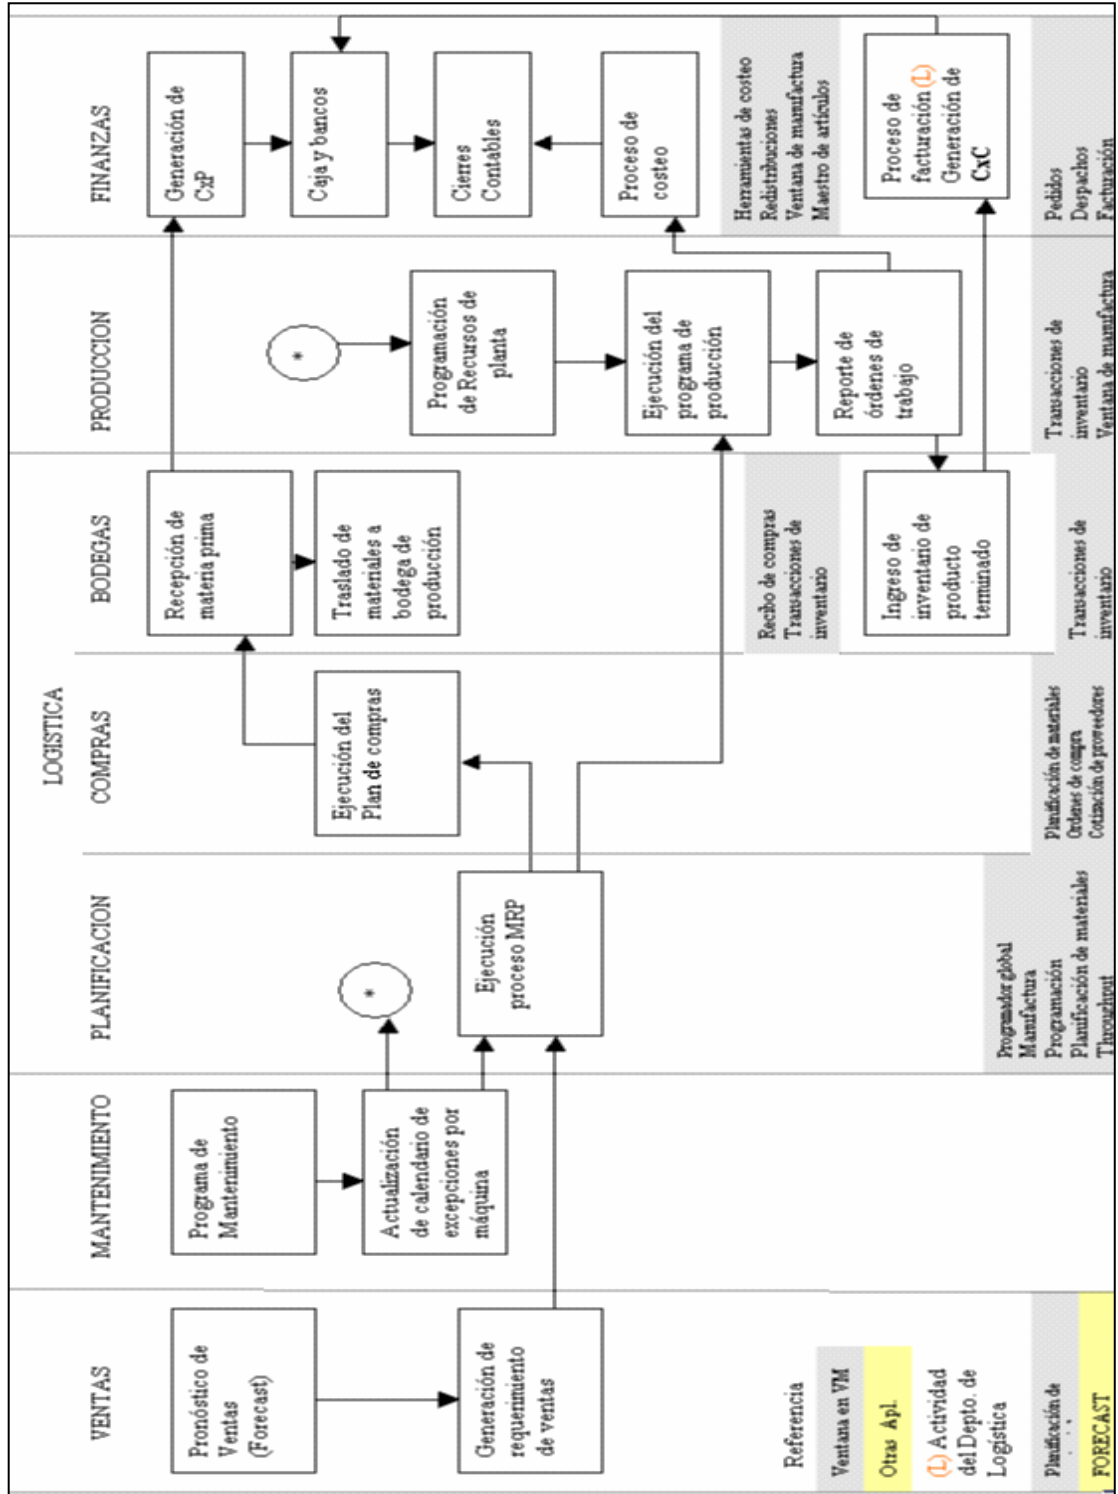 LOGISTICA
VENTAS
MANTENIMIENTO
PLANIFICACION
COMPRAS
BODEGAS
PRODUCCION
FINANZAS
Pronóstico de
Ventas
(Forecast)
Generación de
requerimiento
de ventas
Referencia
Ventana en VM
Otras Apl.
(L) Actividad
del Depto. de
Logística
Planificación de
FORECAST
Programa de
Mantenimiento
Actualización
de calendario de
excepciones por
máquina
*
Ejecución
proceso MRP
Programador global
Manufactura
Programación
Planificación de materiales
Throughput
Ejecución del
Plan de compras
Planificación de materiales
Ordenes de compra
Cotización de proveedores
Recepción de
materia prima
Traslado de
materiales a
bodega de
producción
Recibo de compras
Transacciones de
inventario
Ingreso de
inventario de
producto
terminado
Transacciones de
inventario
*
Programación
de Recursos de
planta
Ejecución del
programa de
producción
Reporte de
órdenes de
trabajo
Transacciones de
inventario
Ventana de manufactura
Generación de
CxP
Caja y bancos
Cierres
Contables
Proceso de
costeo
Herramientas de costeo
Redistribuciones
Ventana de manufactura
Maestro de artículos
Proceso de
facturación (L)
Generación de
CxC
Pedidos
Despachos
Facturación